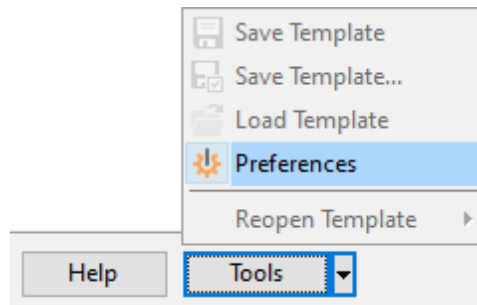 Save Template
Save Template...
Load Template
Preferences
Reopen Template
Help
Tools